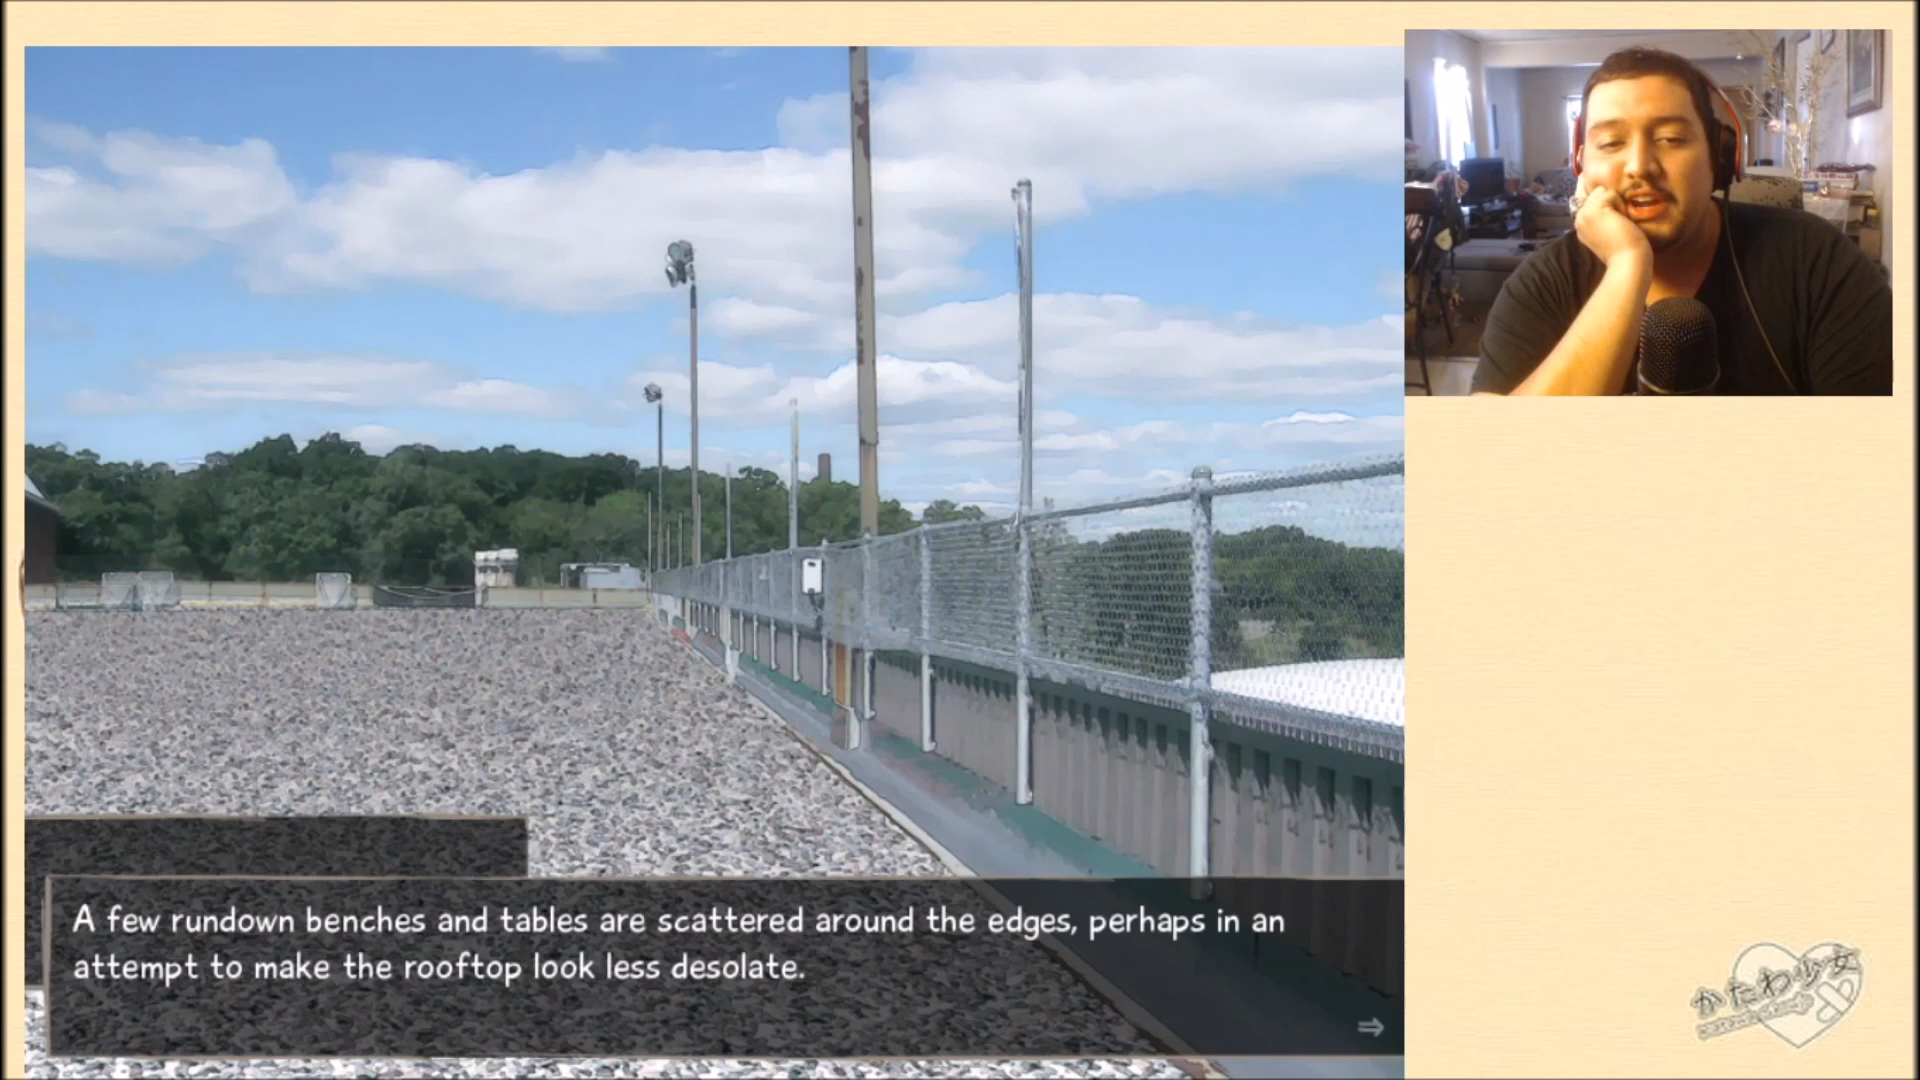 A few rundown benches and tables are scattered around the edges, perhaps in an
attempt to make the rooftop look less desolate.
かたわ少女